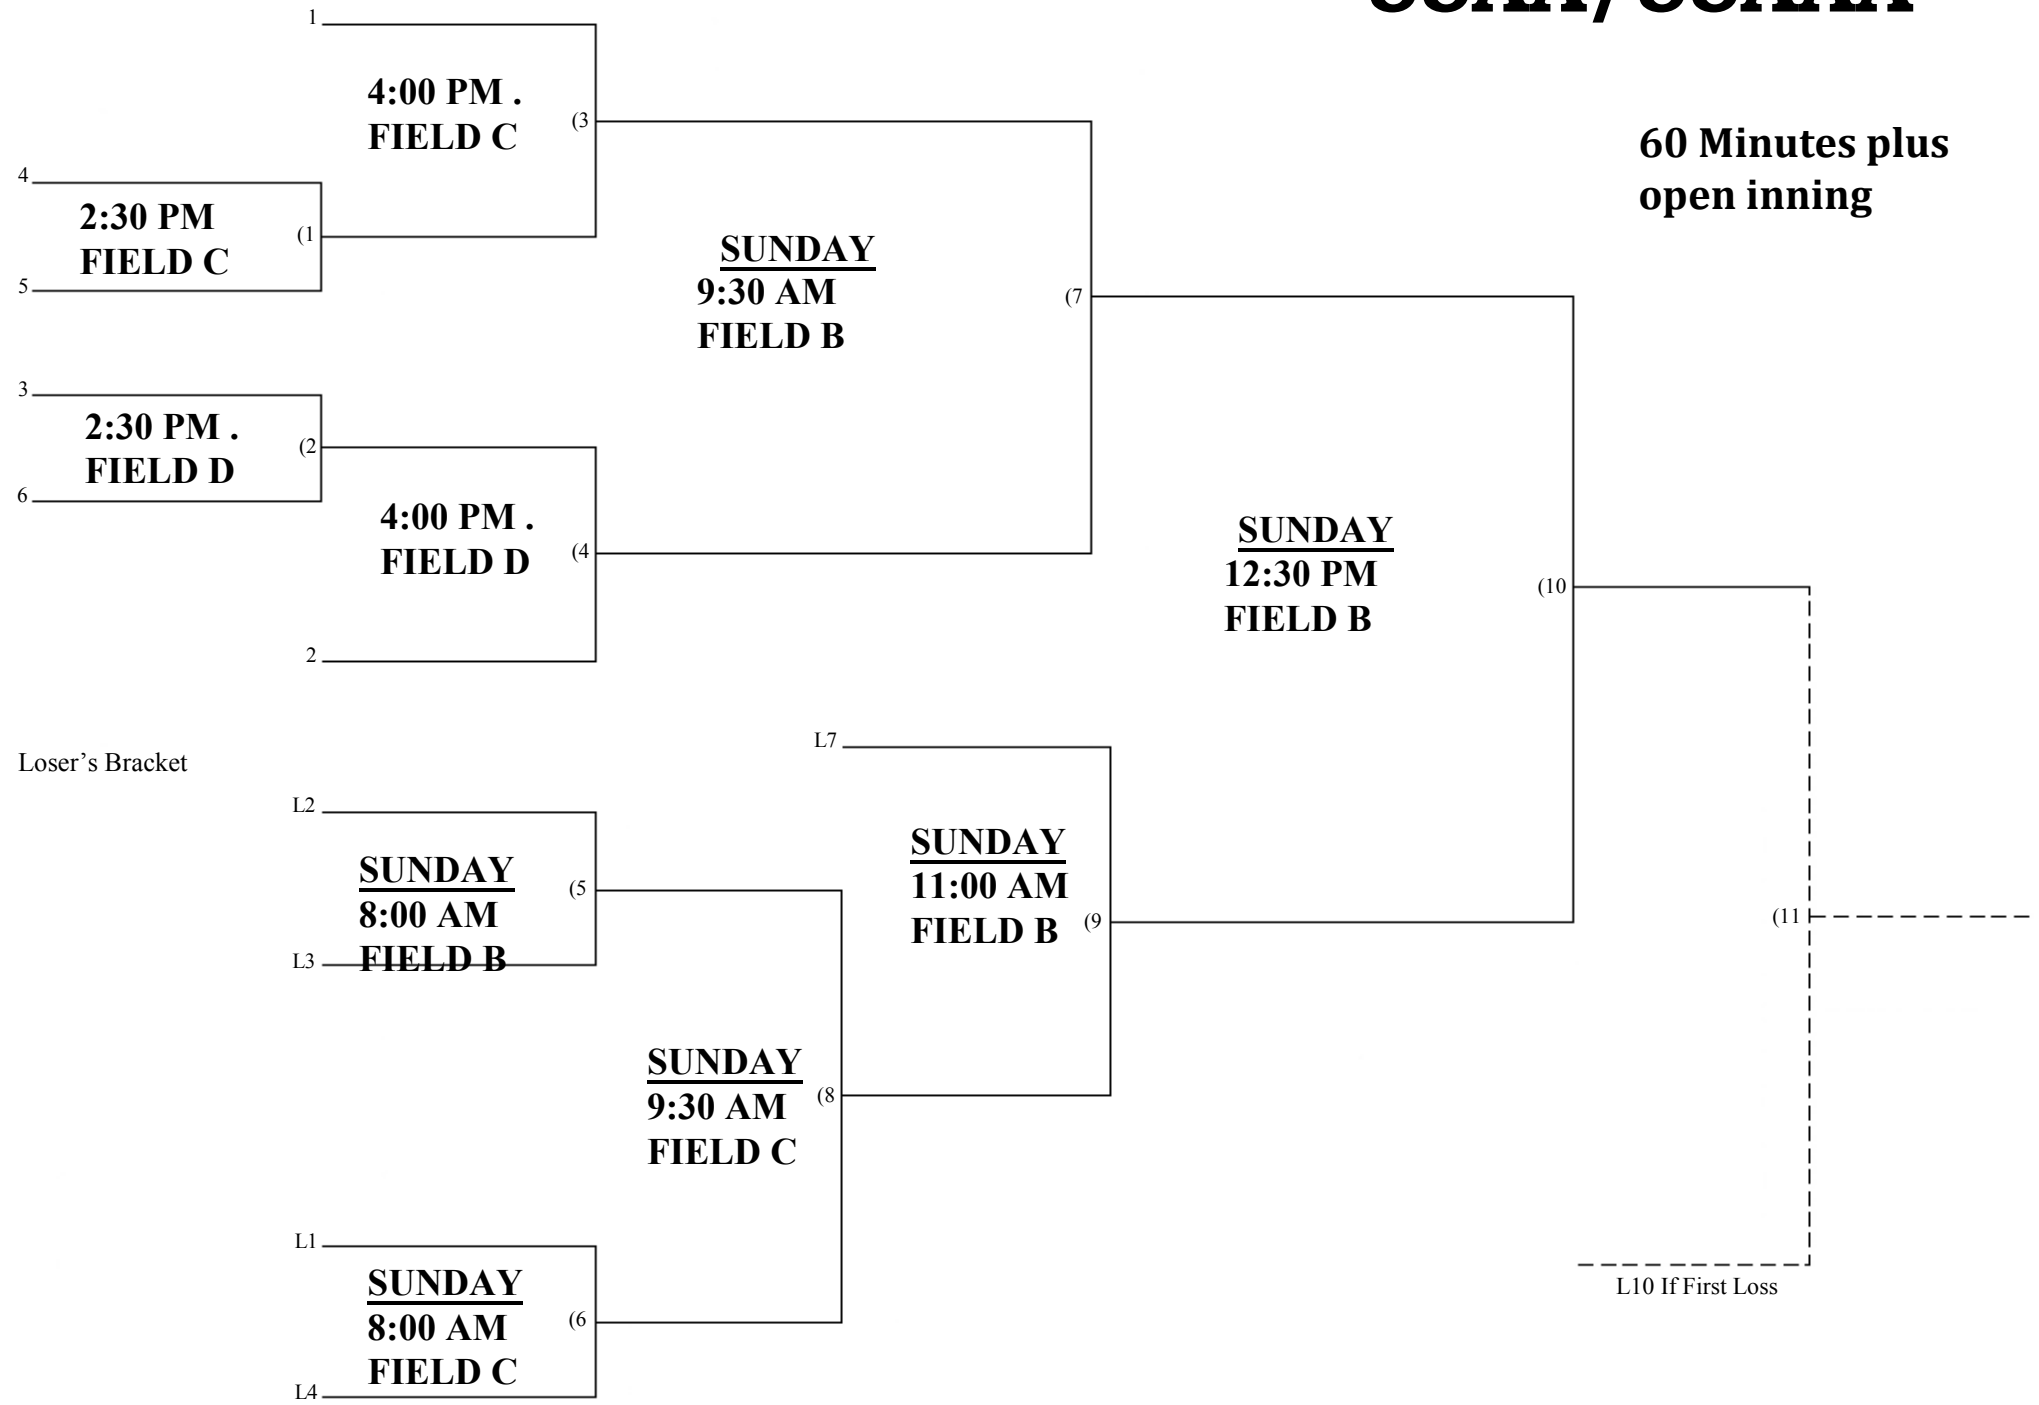 1
4:00 PM .
FIELD C
(3
60 Minutes plus
open inning
4
2:30 PM
FIELD C
(1
5
SUNDAY
9:30 AM
FIELD B
(7
3
2:30 PM .
FIELD D
(2
6
4:00 PM .
FIELD D
(4
2
SUNDAY
12:30 PM
FIELD B
(10
Loser’s Bracket
L7
L2
SUNDAY
8:00 AM
FIELD B
(5
L3
SUNDAY
11:00 AM
FIELD B
(9
(11
SUNDAY
9:30 AM
FIELD C
(8
L1
SUNDAY
8:00 AM
FIELD C
(6
L4
L10 If First Loss